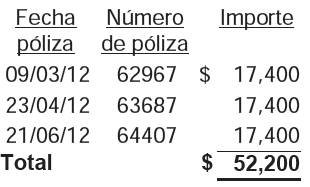 Fecha póliza Número de póliza Importe
09/03/12 62967 $ 17,400
23/04/12 63687 17,400
21/06/12 64407 17,400
Total $ 52,200